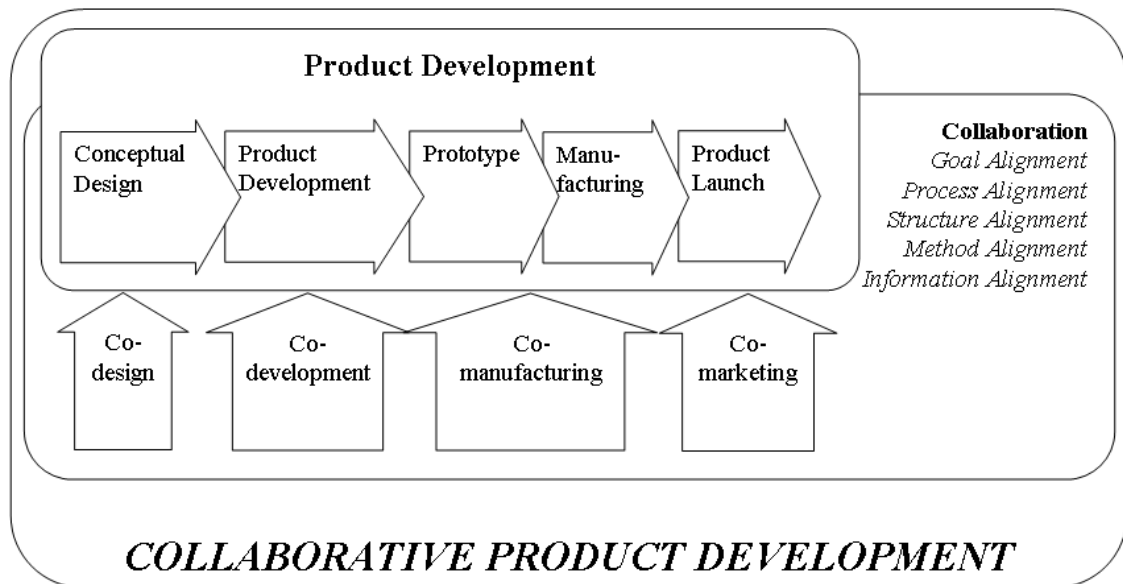 Product Development
Conceptual
Design
Product
Development
Prototype
Manu-
facturing
Product
Launch
Collaboration
Goal Alignment
Process Alignment
Structure Alignment
Method Alignment
Information Alignment
Co-
design
Co-
development
Co-
manufacturing
Co-
marketing
COLLABORATIVE PRODUCT DEVELOPMENT